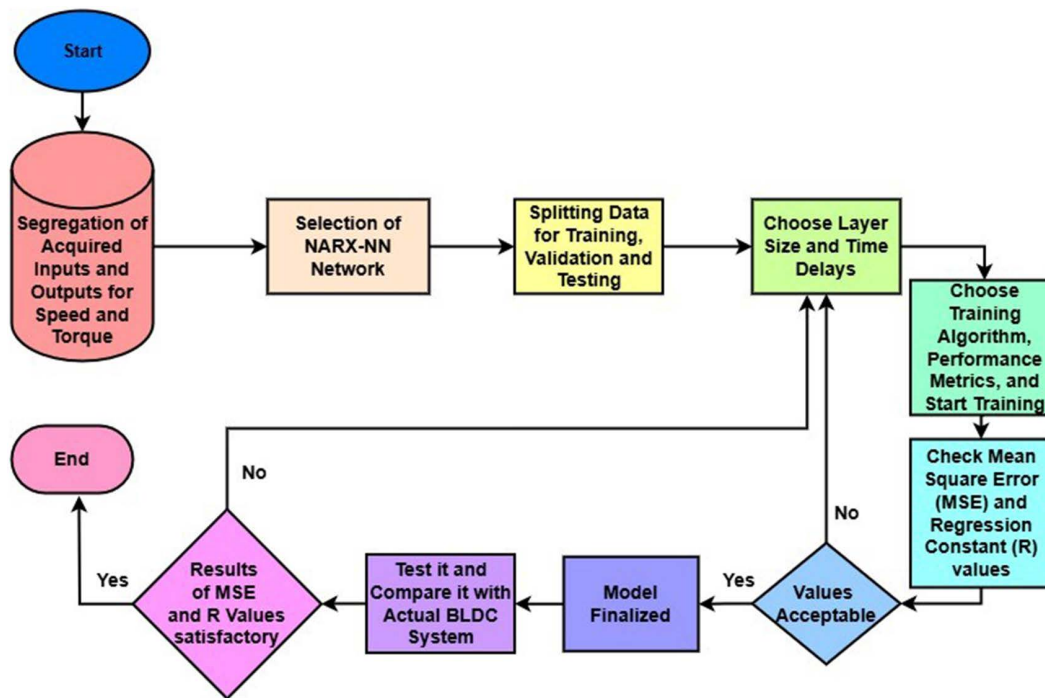 Start
Segregation of
Acquired
Inputs and
Outputs for
Speed and
Torque
Selection of
NARX-NN
Network
Splitting Data
for Training,
Validation and
Testing
Choose Layer
Size and Time
Delays
Choose
Training
Algorithm,
Performance
Metrics, and
Start Training
Check Mean
Square Error
(MSE) and
Regression
Constant (R)
values
Values
Acceptable
No
Yes
Model
Finalized
Test it and
Compare it with
Actual BLDC
System
Results
of MSE
and R Values
satisfactory
No
Yes
End